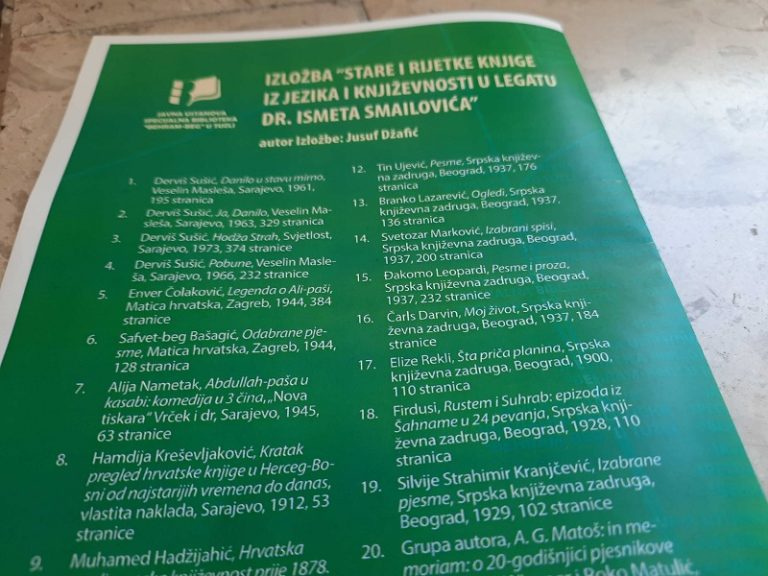 JAVNA USTANOVA
SPECIJALNA BIBLIOTEKA
"BEHRAM-BEG" U TUZLI
IZLOŽBA "STARE I RIJETKE KNJIGE
IZ JEZIKA I KNJIŽEVNOSTI U LEGATU
DR. ISMETA SMAILOVIĆA"
autor Izložbe: Jusuf Džafić
1. Derviš Sušić, Danilo u stavu mirno,
Veselin Masleša, Sarajevo, 1961,
195 stranica
2. Derviš Sušić, Ja, Danilo, Veselin Ma-
sleša, Sarajevo, 1963, 329 stranica
3. Derviš Sušić, Hodža Strah, Svjetlost,
Sarajevo, 1973, 374 stranice
4. Derviš Sušić, Pobune, Veselin Masle-
ša, Sarajevo, 1966, 232 stranice
5. Enver Čolaković, Legenda o Ali-paši,
Matica hrvatska, Zagreb, 1944, 384
stranice
6. Safvet-beg Bašagić, Odabrane pje-
sme, Matica hrvatska, Zagreb, 1944,
128 stranica
7. Alija Nametak, Abdullah-paša u
kasabi: komedija u 3 čina, „Nova
tiskara" Vrček i dr, Sarajevo, 1945,
63 stranice
8. Hamdija Kreševljaković, Kratak
pregled hrvatske knjige u Herceg-Bo-
sni od najstarijih vremena do danas,
vlastita naklada, Sarajevo, 1912, 53
stranice
9. Muhamed Hadžijahić, Hrvatska
književnost prije 1878.
12. Tin Ujević, Pesme, Srpska književ-
na zadruga, Beograd, 1937, 176
stranica
13. Branko Lazarević, Ogledi, Srpska
književna zadruga, Beograd, 1937,
136 stranica
14. Svetozar Marković, Izabrani spisi,
Srpska književna zadruga, Beograd,
1937, 200 stranica
15. Đakomo Leopardi, Pesme i proza,
Srpska književna zadruga, Beograd,
1937, 232 stranice
16. Čarls Darvin, Moj život, Srpska knji-
ževna zadruga, Beograd, 1937, 184
stranice
17. Elize Rekli, Šta priča planina, Srpska
književna zadruga, Beograd, 1900,
110 stranica
18. Firdusi, Rustem i Suhrab: epizoda iz
Šahname u 24 pevanja, Srpska knji-
ževna zadruga, Beograd, 1928, 110
stranica
19. Silvije Strahimir Kranjčević, Izabrane
pjesme, Srpska književna zadruga,
Beograd, 1929, 102 stranice
20. Grupa autora, A. G. Matoš: in me-
moriam: o 20-godišnjici pjesnikove
i Boko Matulić,